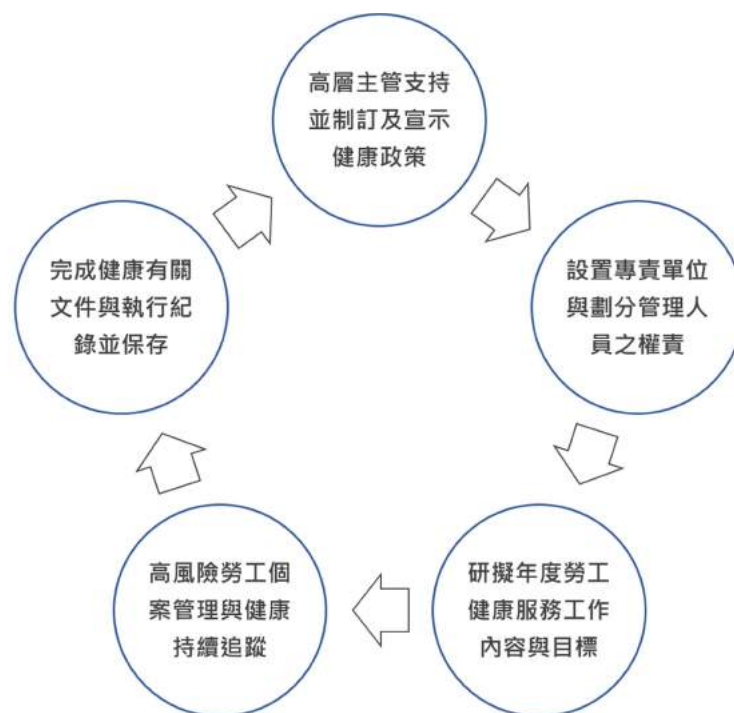 高層主管支持
並制訂及宣示
健康政策
設置專責單位
與劃分管理人
員之權責
研擬年度勞工
健康服務工作
內容與目標
高風險勞工個
案管理與健康
持續追蹤
完成健康有關
文件與執行紀
錄並保存